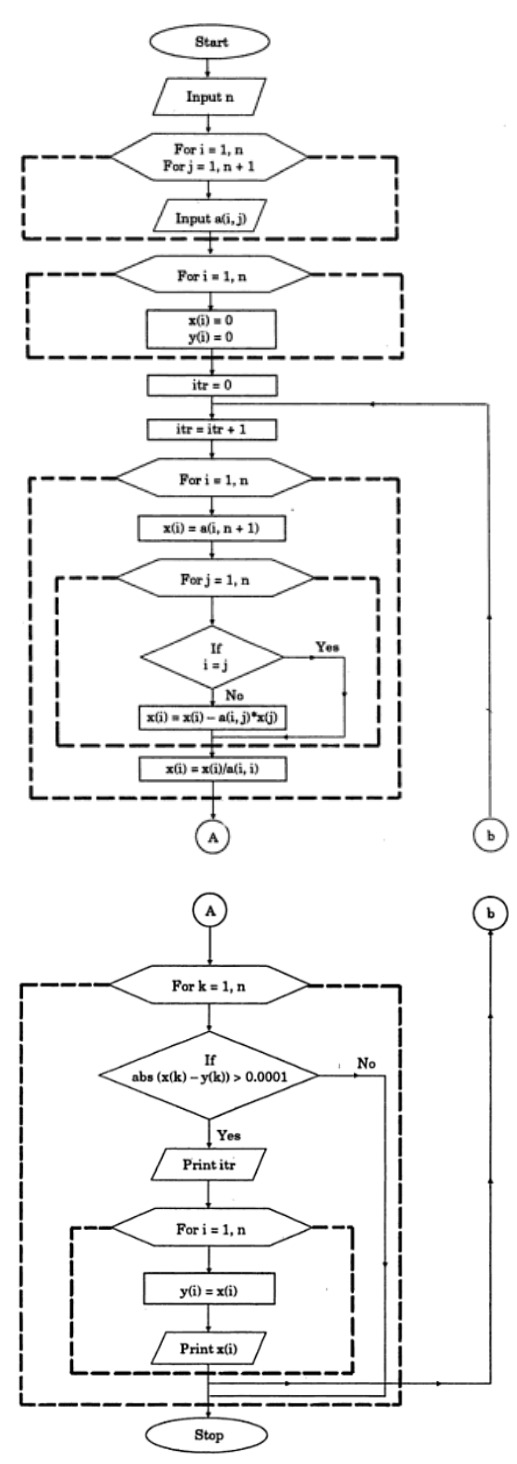 Start
Input n
For i = 1, n
For j = 1, n + 1
Input a(i, j)
For i = 1, n
x(i) = 0
y(i) = 0
itr = 0
itr = itr + 1
For i = 1, n
x(i) = a(i, n + 1)
For j = 1, n
If
i = j
Yes
No
x(i) = x(i) – a(i, j)*x(j)
x(i) = x(i)/a(i, i)
A
b
A
b
For k = 1, n
If
abs (x(k) – y(k)) > 0.0001
No
Yes
Print itr
For i = 1, n
y(i) = x(i)
Print x(i)
Stop